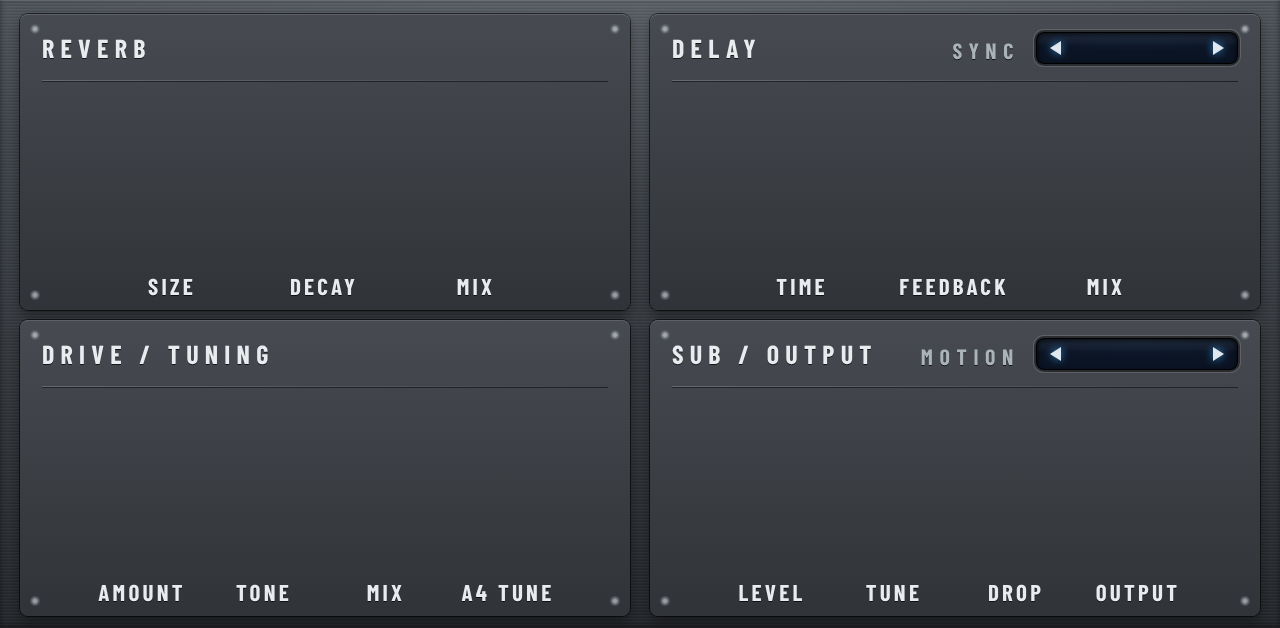 REVERB
SIZE DECAY MIX
DELAY SYNC
TIME FEEDBACK MIX
DRIVE / TUNING
AMOUNT TONE MIX A4 TUNE
SUB / OUTPUT MOTION
LEVEL TUNE DROP OUTPUT